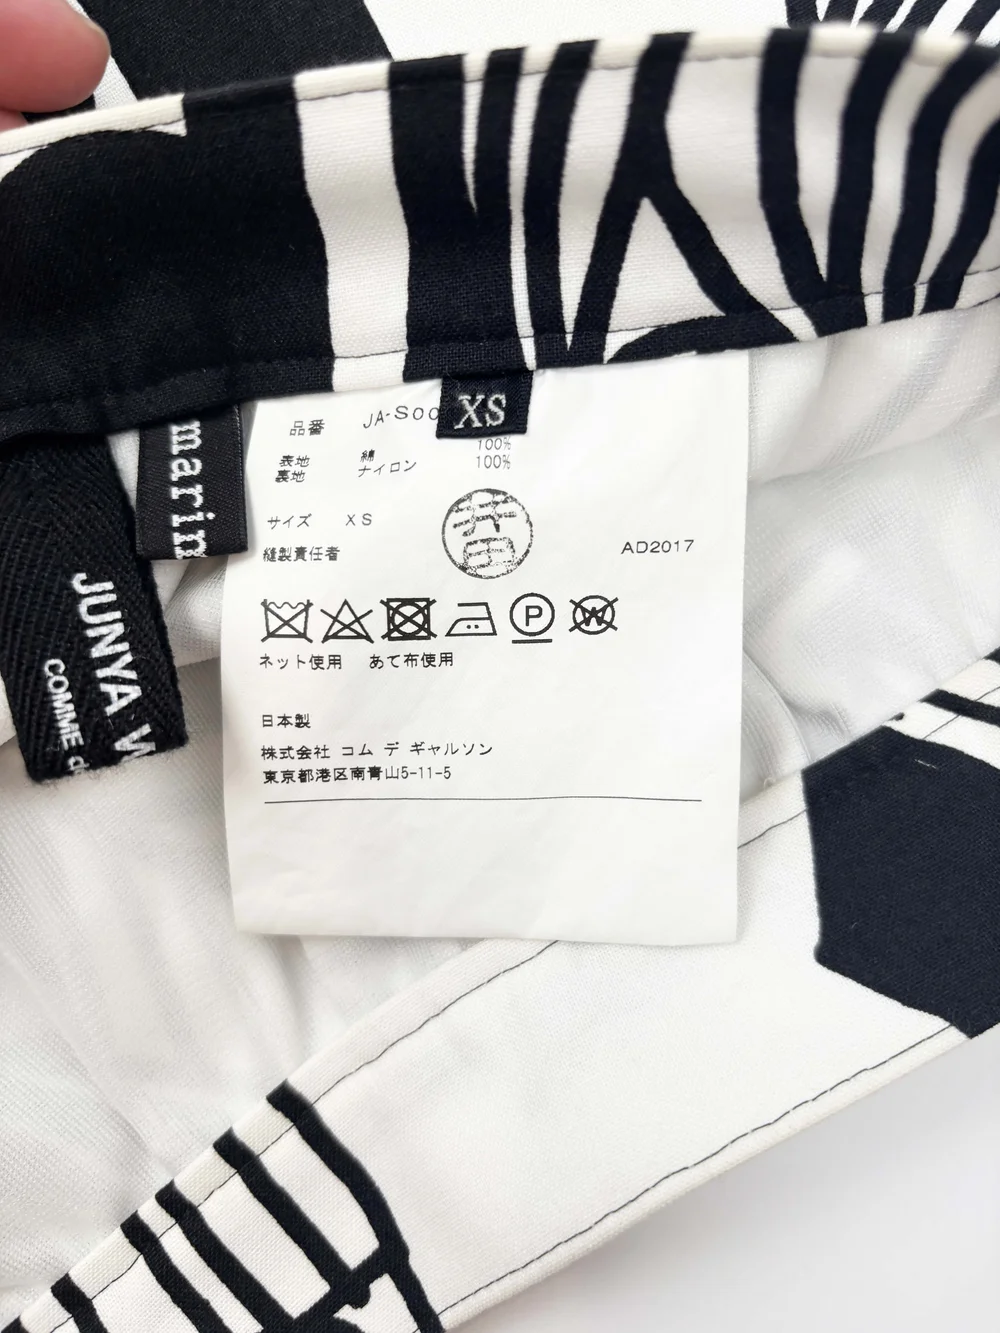 XS
品番 JA-S00
表地 綿 100%
裏地 ナイロン 100%
サイズ XS
縫製責任者 井田 AD2017
P W
ネット使用 あて布使用
日本製
株式会社 コム デ ギャルソン
東京都港区南青山5-11-5
marim
JUNYA W
COMME d